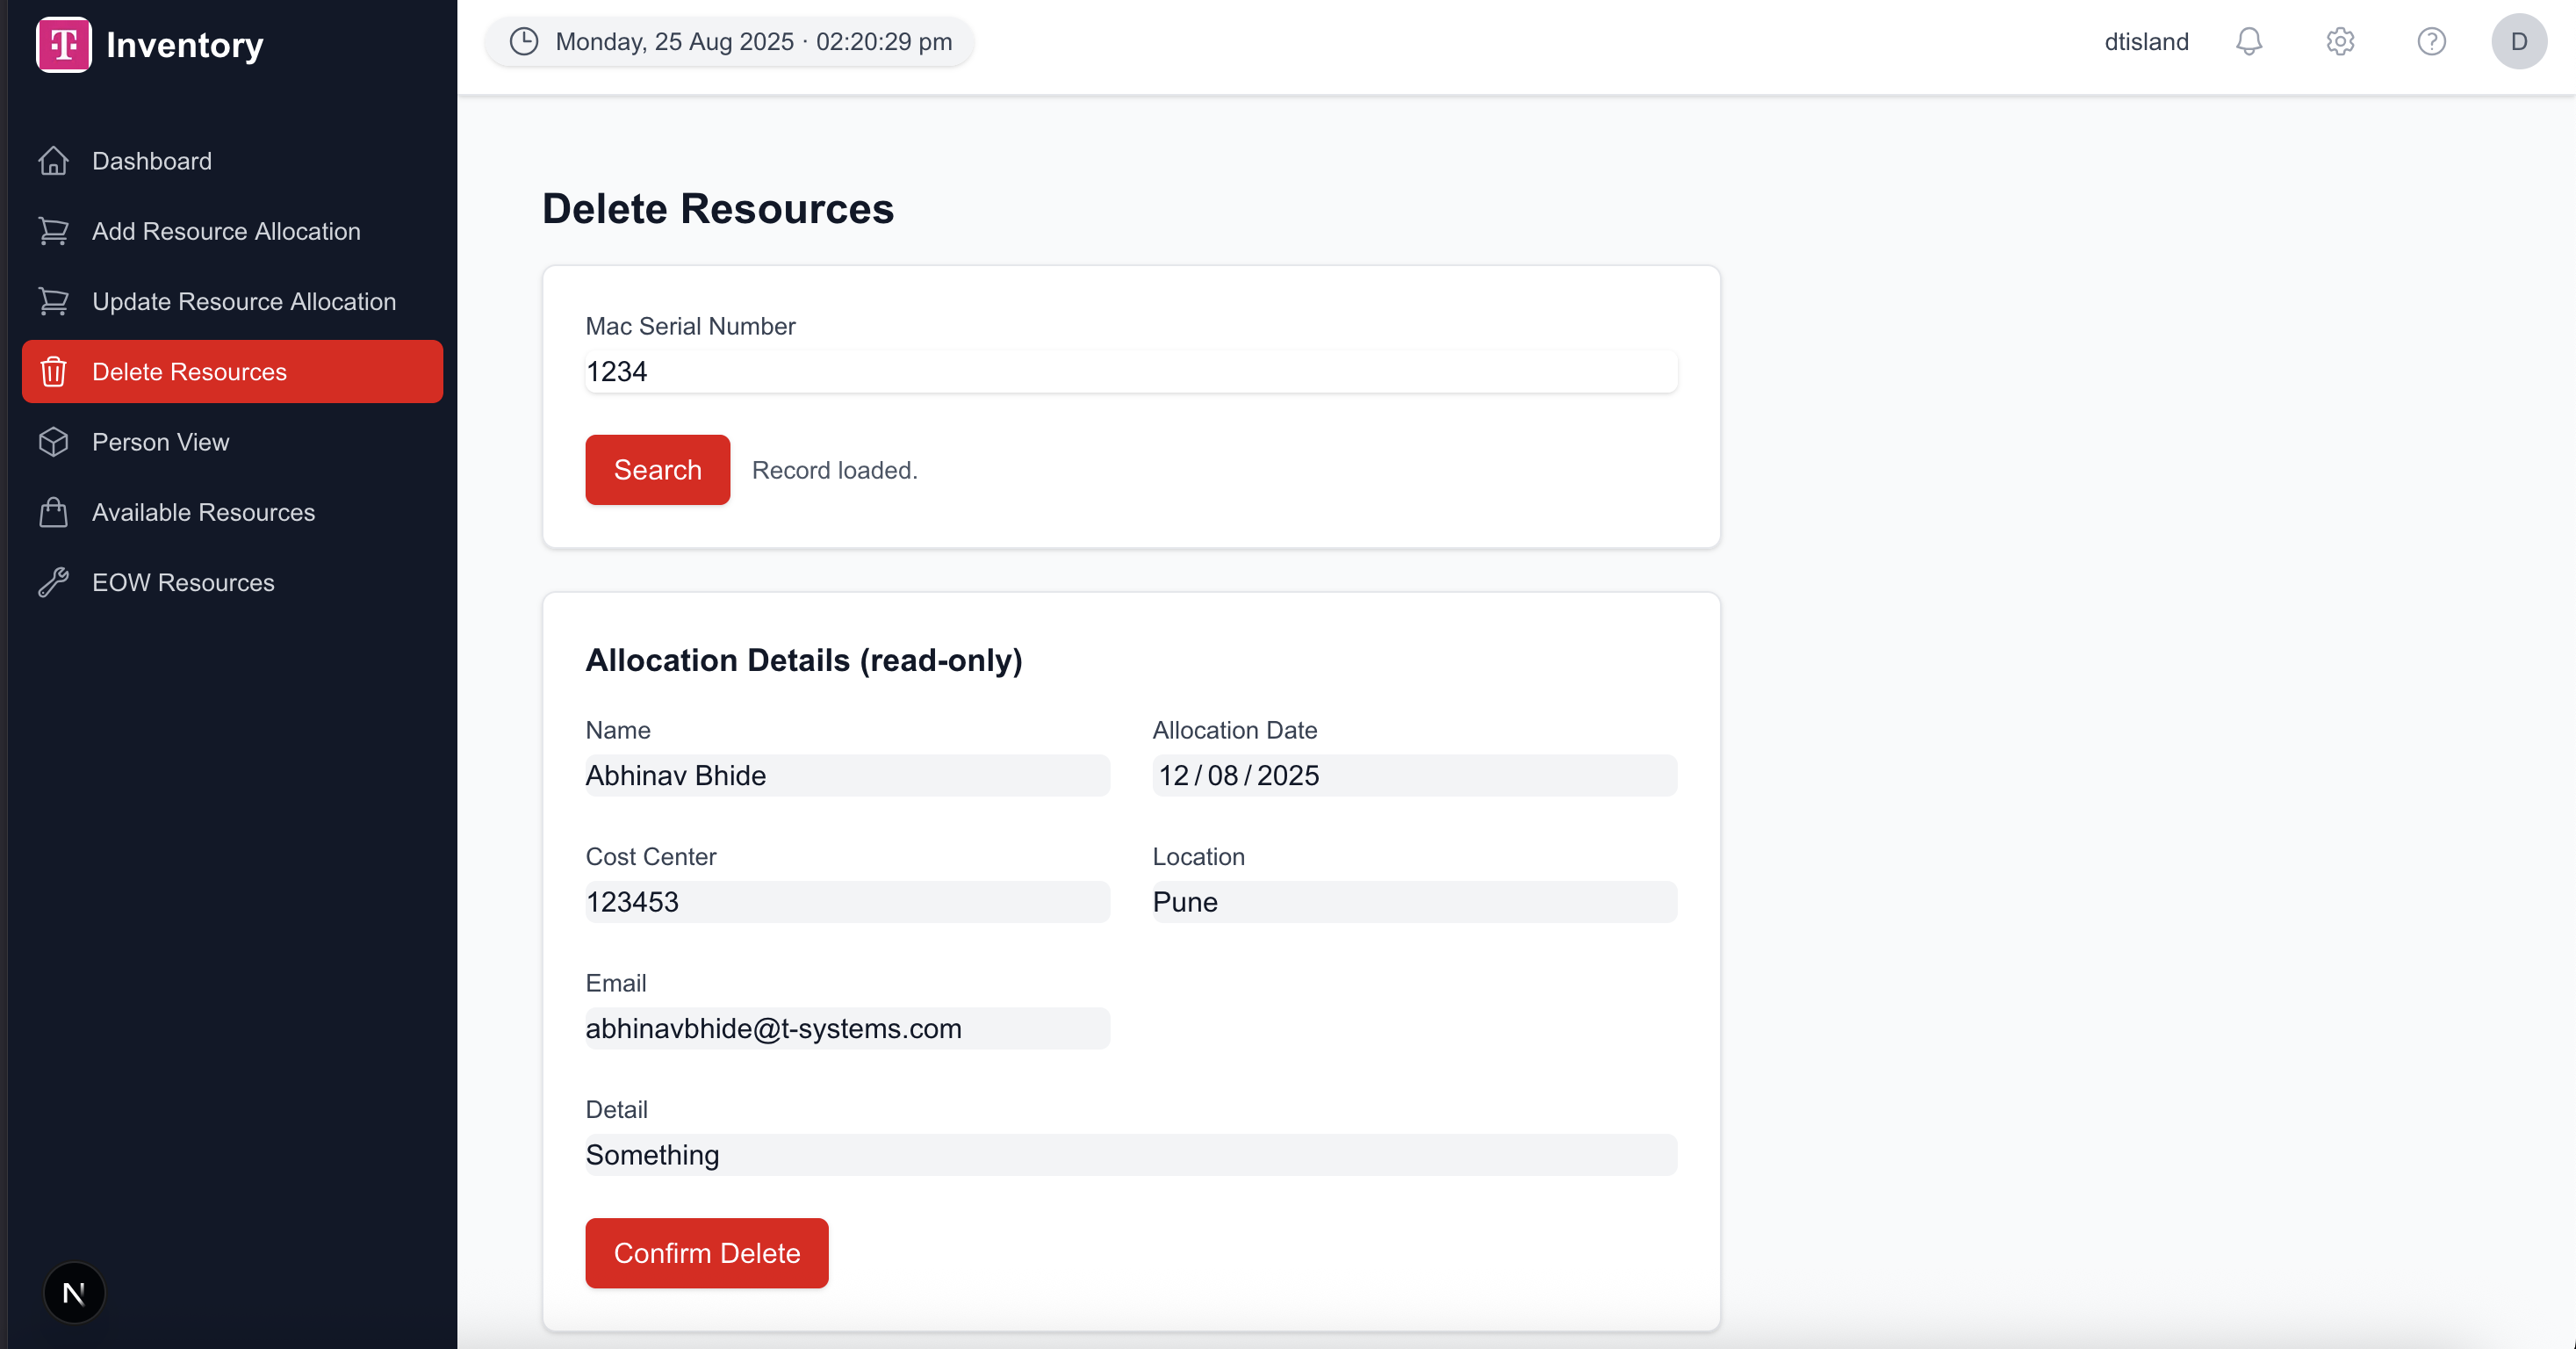 T Inventory
Monday, 25 Aug 2025 · 02:20:29 pm
dtisland
?
D
Dashboard
Add Resource Allocation
Update Resource Allocation
Delete Resources
Person View
Available Resources
EOW Resources
N
Delete Resources
Mac Serial Number
1234
Search
Record loaded.
Allocation Details (read-only)
Name
Abhinav Bhide
Allocation Date
12/08/2025
Cost Center
123453
Location
Pune
Email
abhinavbhide@t-systems.com
Detail
Something
Confirm Delete